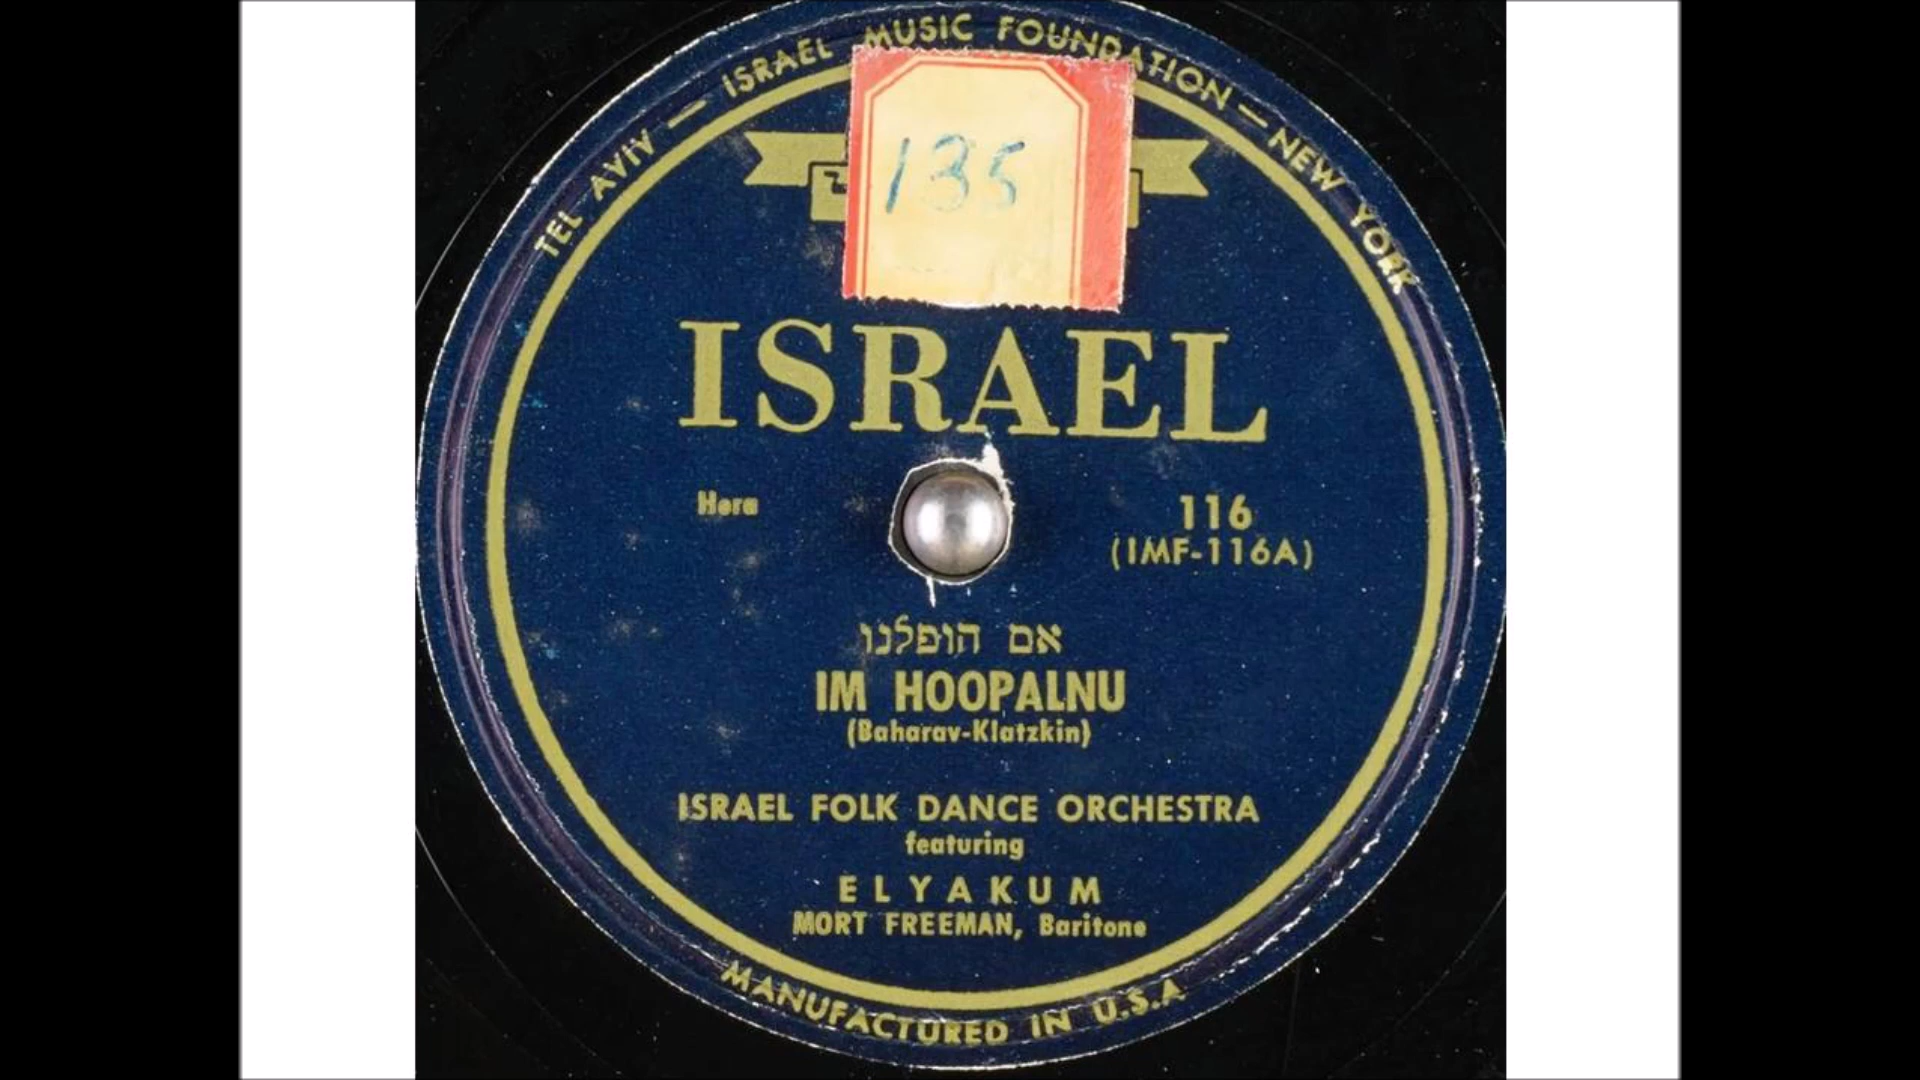 TEL AVIV — ISRAEL MUSIC FOUNDATION — NEW YORK
135
ISRAEL
Hora
116
(IMF-116A)
אם הופלנו
IM HOOPALNU
(Baharav-Klatzkin)
ISRAEL FOLK DANCE ORCHESTRA
featuring
ELYAKUM
MORT FREEMAN, Baritone
MANUFACTURED IN U.S.A